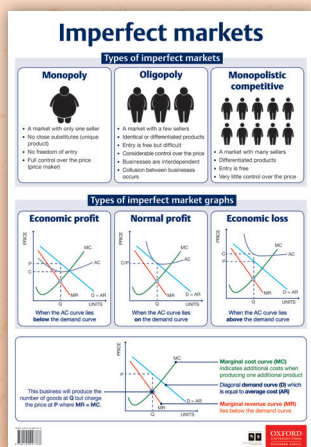 Imperfect markets
Types of imperfect markets
Monopoly
• A market with only one seller
• No close substitutes (unique
product)
• No freedom of entry
• Full control over the price
(price maker)
Oligopoly
• A market with a few sellers
• Identical or differentiated products
• Entry is free but difficult
• Considerable control over the price
• Businesses are interdependent
• Collusion between businesses
occurs
Monopolistic
competitive
• A market with many sellers
• Differentiated products
• Entry is free
• Very little control over the price
Types of imperfect market graphs
Economic profit
PRICE
MC
AC
P
C
MR
D = AR
Q
UNITS
When the AC curve lies
below the demand curve
Normal profit
PRICE
MC
AC
C/P
MR
D = AR
Q
UNITS
When the AC curve lies
on the demand curve
Economic loss
PRICE
MC
AC
C
P
MR
D = AR
Q
UNITS
When the AC curve lies
above the demand curve
This business will produce the
number of goods at Q but charge
the price at P where MR = MC.
PRICE
MC
P
D = AR
MR
Q
UNIT
Marginal cost curve (MC)
indicates additional costs when
producing one additional product
Diagonal demand curve (D) which
is equal to average cost (AR)
Marginal revenue curve (MR)
lies below the demand curve
OXFORD